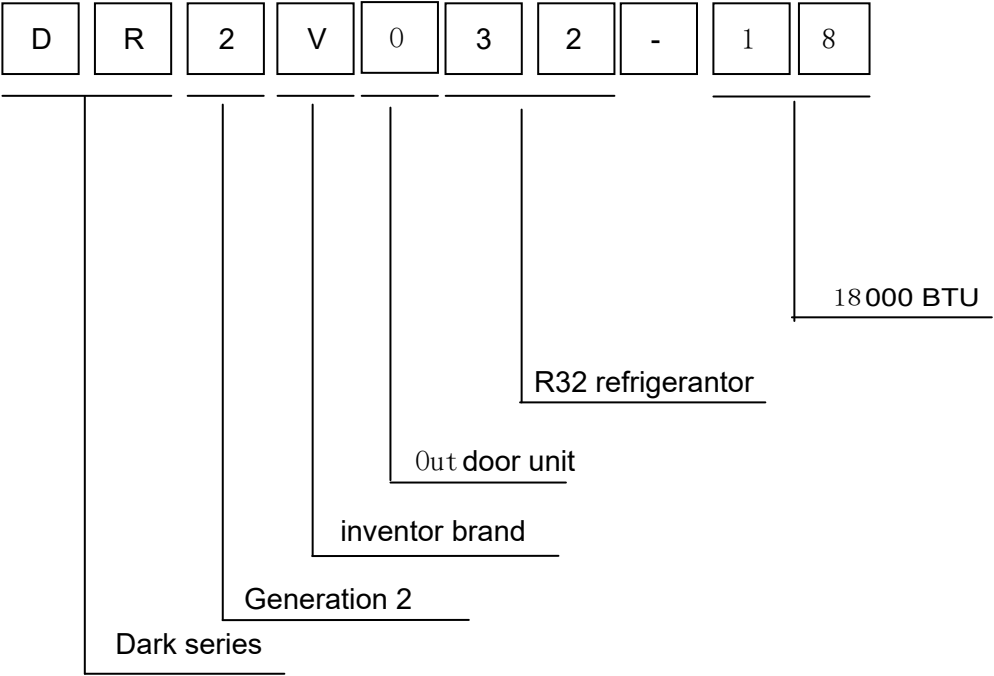 D R 2 V 0 3 2 - 1 8
18000 BTU
R32 refrigerantor
0ut door unit
inventor brand
Generation 2
Dark series